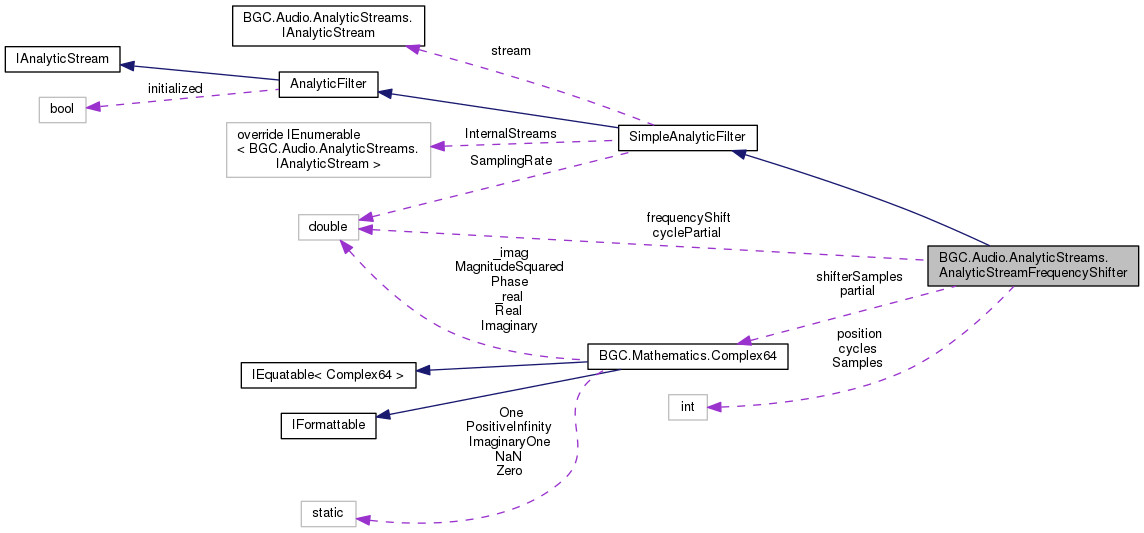 BGC.Audio.AnalyticStreams.
IAnalyticStream
stream
IAnalyticStream
AnalyticFilter
initialized
bool
override IEnumerable
< BGC.Audio.AnalyticStreams.
IAnalyticStream >
InternalStreams
SimpleAnalyticFilter
SamplingRate
double
frequencyShift
cyclePartial
BGC.Audio.AnalyticStreams.
AnalyticStreamFrequencyShifter
_imag
MagnitudeSquared
Phase
_real
Real
Imaginary
shifterSamples
partial
position
cycles
Samples
BGC.Mathematics.Complex64
IEquatable< Complex64 >
IFormattable
int
One
PositiveInfinity
ImaginaryOne
NaN
Zero
static